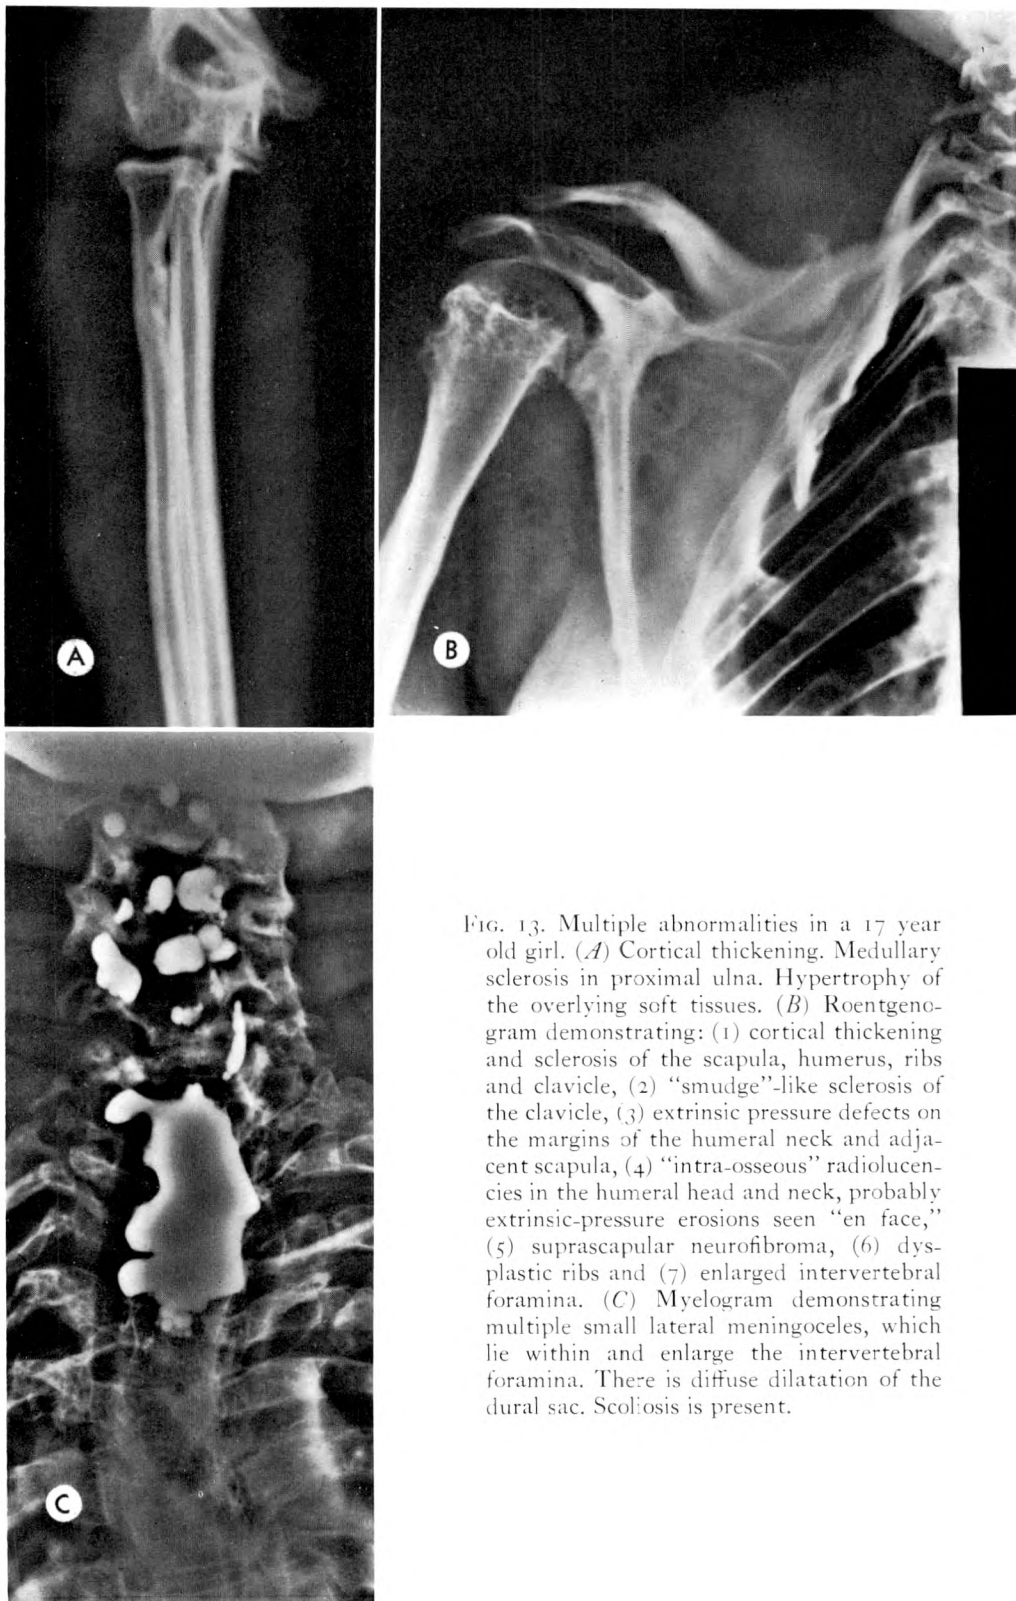 A
B
C
FIG. 13. Multiple abnormalities in a 17 year
old girl. (A) Cortical thickening. Medullary
sclerosis in proximal ulna. Hypertrophy of
the overlying soft tissues. (B) Roentgeno-
gram demonstrating: (1) cortical thickening
and sclerosis of the scapula, humerus, ribs
and clavicle, (2) “smudge”-like sclerosis of
the clavicle, (3) extrinsic pressure defects on
the margins of the humeral neck and adja-
cent scapula, (4) “intra-osseous” radiolucen-
cies in the humeral head and neck, probably
extrinsic-pressure erosions seen “en face,”
(5) suprascapular neurofibroma, (6) dys-
plastic ribs and (7) enlarged intervertebral
foramina. (C) Myelogram demonstrating
multiple small lateral meningoceles, which
lie within and enlarge the intervertebral
foramina. There is diffuse dilatation of the
dural sac. Scoliosis is present.